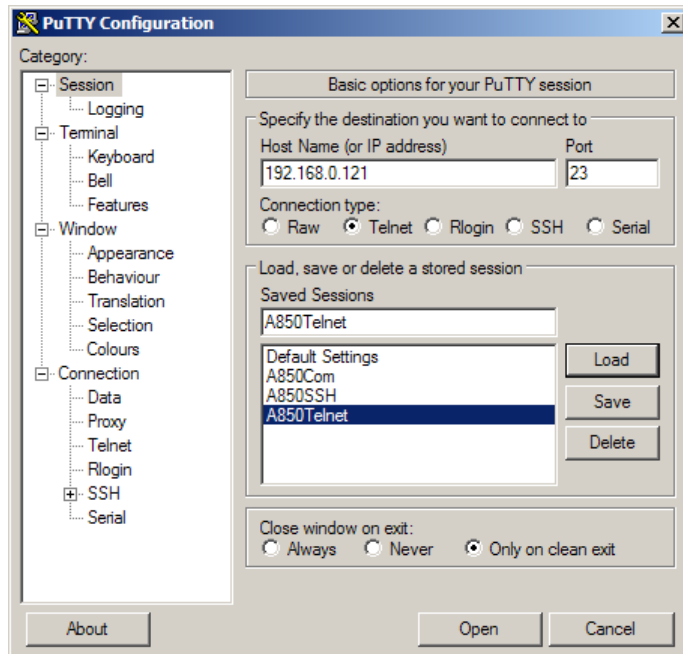 PuTTY Configuration
Category:
Session
Logging
Terminal
Keyboard
Bell
Features
Window
Appearance
Behaviour
Translation
Selection
Colours
Connection
Data
Proxy
Telnet
Rlogin
SSH
Serial
Basic options for your PuTTY session
Specify the destination you want to connect to
Host Name (or IP address) Port
192.168.0.121 23
Connection type:
Raw Telnet Rlogin SSH Serial
Load, save or delete a stored session
Saved Sessions
A850Telnet
Default Settings
A850Com
A850SSH
A850Telnet
Load
Save
Delete
Close window on exit:
Always Never Only on clean exit
About Open Cancel